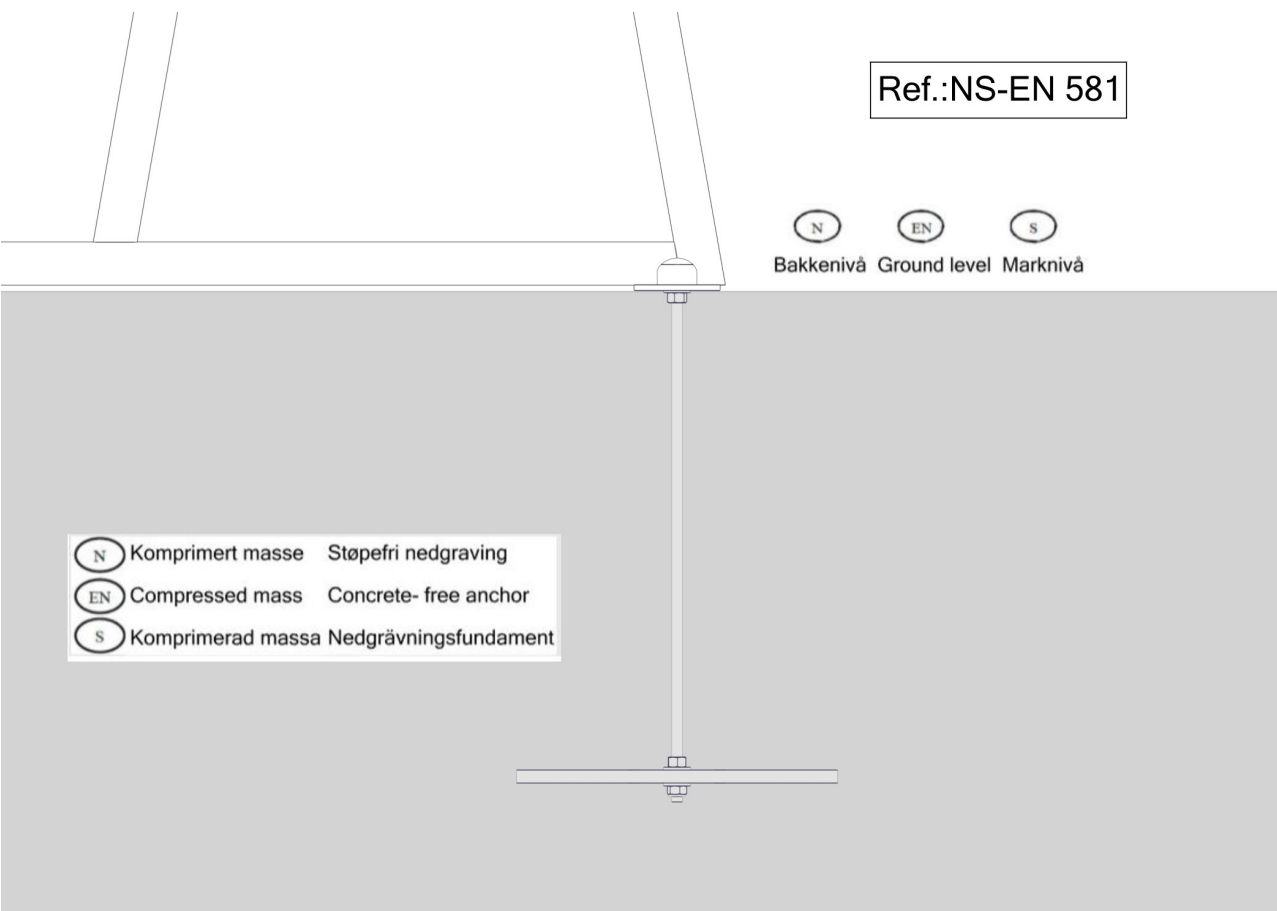 Ref.:NS-EN 581
N EN S
Bakkenivå Ground level Marknivå
N Komprimert masse Støpefri nedgraving
EN Compressed mass Concrete- free anchor
S Komprimerad massa Nedgrävningsfundament